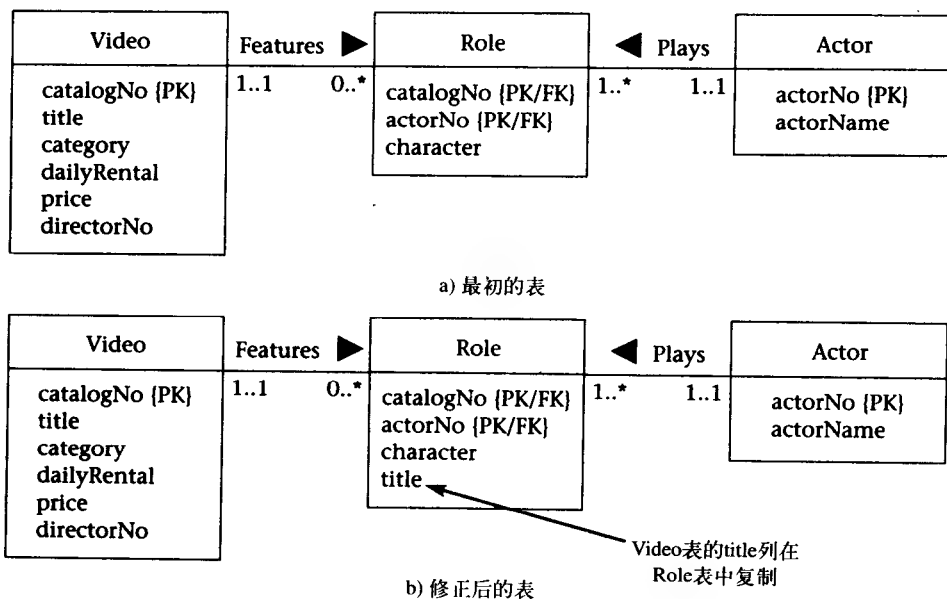 Video
Features
Role
Plays
Actor
1..1
0..*
1..*
1..1
catalogNo {PK}
title
category
dailyRental
price
directorNo
catalogNo {PK/FK}
actorNo {PK/FK}
character
actorNo {PK}
actorName
a) 最初的表
Video
Features
Role
Plays
Actor
1..1
0..*
1..*
1..1
catalogNo {PK}
title
category
dailyRental
price
directorNo
catalogNo {PK/FK}
actorNo {PK/FK}
character
title
actorNo {PK}
actorName
Video表的title列在
Role表中复制
b) 修正后的表